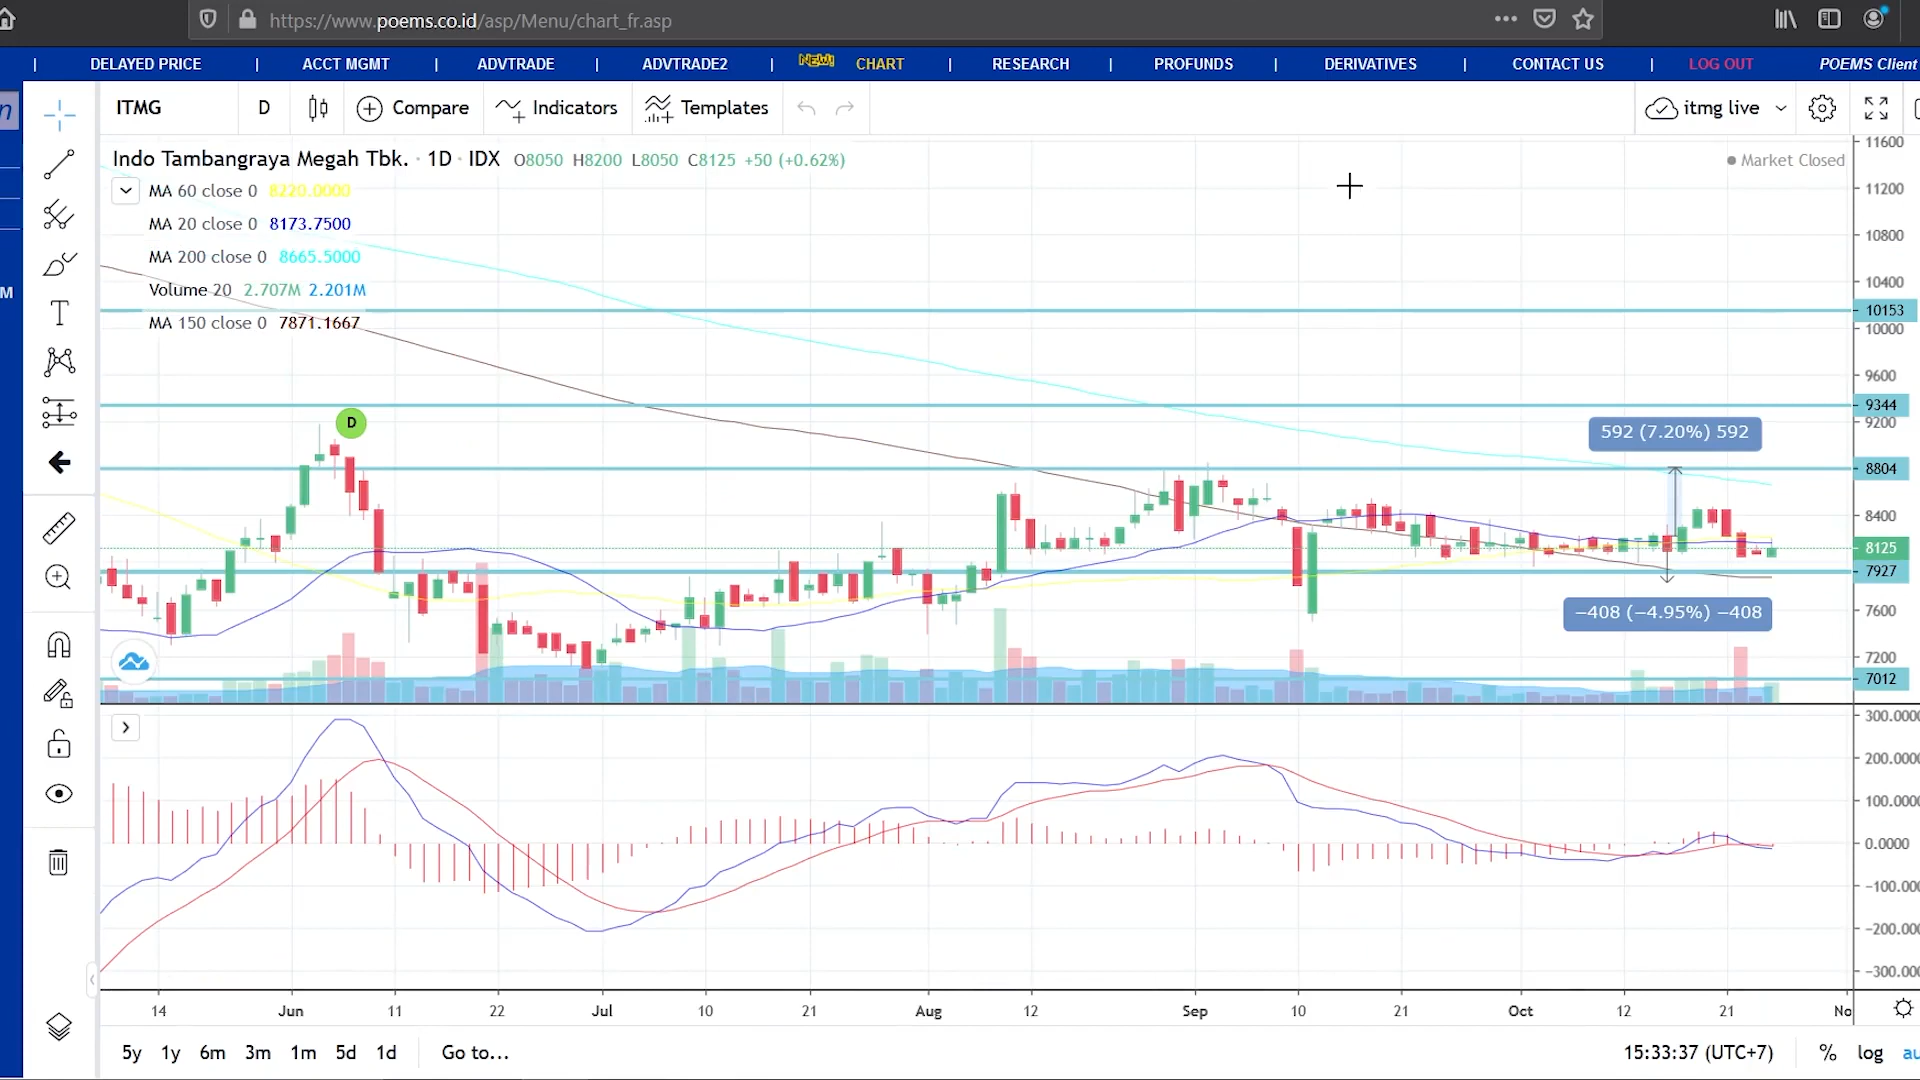 https://www.poems.co.id/asp/Menu/chart_fr.asp
| DELAYED PRICE | ACCT MGMT | ADVTRADE | ADVTRADE2 | NEW! CHART | RESEARCH | PROFUNDS | DERIVATIVES | CONTACT US | LOG OUT POEMS Client
n
M
ITMG D Compare Indicators Templates itmg live
Indo Tambangraya Megah Tbk. · 1D · IDX O8050 H8200 L8050 C8125 +50 (+0.62%)
Market Closed
MA 60 close 0 8220.0000
MA 20 close 0 8173.7500
MA 200 close 0 8665.5000
Volume 20 2.707M 2.201M
MA 150 close 0 7871.1667
D
592 (7.20%) 592
−408 (−4.95%) −408
11600
11200
10800
10400
10153
10000
9600
9344
9200
8804
8400
8125
7927
7600
7200
7012
300.000
200.000
100.0000
0.0000
−100.000
−200.00
−300.00
14 Jun 11 22 Jul 10 21 Aug 12 Sep 10 21 Oct 12 21 No
5y 1y 6m 3m 1m 5d 1d Go to... 15:33:37 (UTC+7) % log au